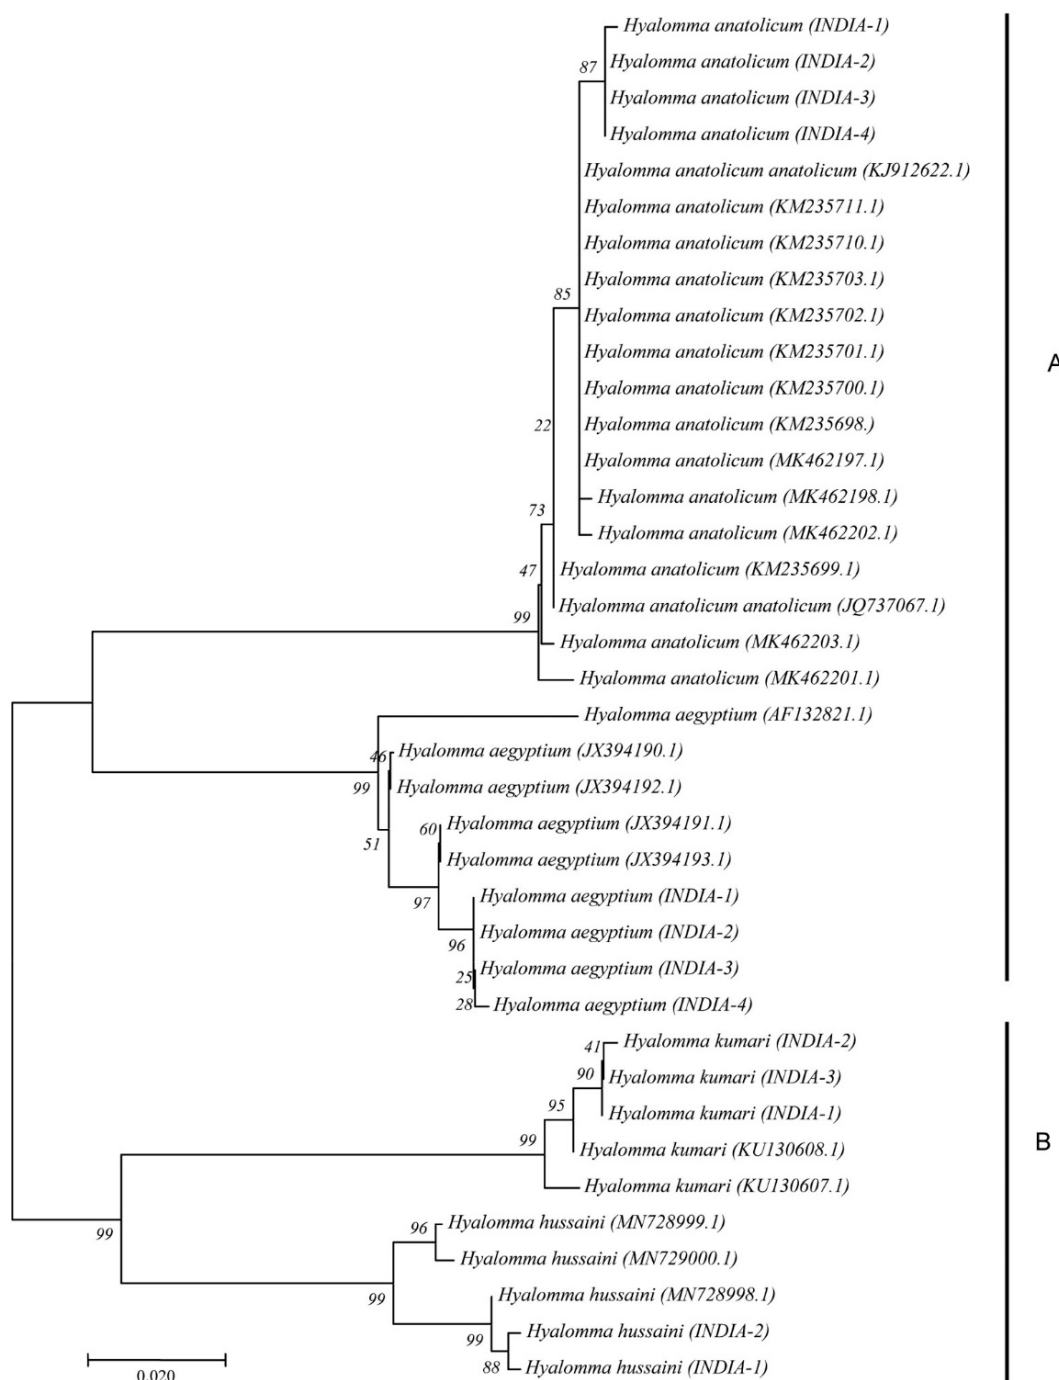 Hyalomma anatolicum (INDIA-1)
87
Hyalomma anatolicum (INDIA-2)
Hyalomma anatolicum (INDIA-3)
Hyalomma anatolicum (INDIA-4)
Hyalomma anatolicum anatolicum (KJ912622.1)
Hyalomma anatolicum (KM235711.1)
Hyalomma anatolicum (KM235710.1)
Hyalomma anatolicum (KM235703.1)
85
Hyalomma anatolicum (KM235702.1)
Hyalomma anatolicum (KM235701.1)
A
Hyalomma anatolicum (KM235700.1)
22
Hyalomma anatolicum (KM235698.)
Hyalomma anatolicum (MK462197.1)
Hyalomma anatolicum (MK462198.1)
73
Hyalomma anatolicum (MK462202.1)
47
Hyalomma anatolicum (KM235699.1)
99
Hyalomma anatolicum anatolicum (JQ737067.1)
Hyalomma anatolicum (MK462203.1)
Hyalomma anatolicum (MK462201.1)
Hyalomma aegyptium (AF132821.1)
46
Hyalomma aegyptium (JX394190.1)
99
Hyalomma aegyptium (JX394192.1)
60
Hyalomma aegyptium (JX394191.1)
51
Hyalomma aegyptium (JX394193.1)
97
Hyalomma aegyptium (INDIA-1)
96
Hyalomma aegyptium (INDIA-2)
25
Hyalomma aegyptium (INDIA-3)
28
Hyalomma aegyptium (INDIA-4)
41
Hyalomma kumari (INDIA-2)
90
Hyalomma kumari (INDIA-3)
95
Hyalomma kumari (INDIA-1)
99
Hyalomma kumari (KU130608.1)
B
Hyalomma kumari (KU130607.1)
99
96
Hyalomma hussaini (MN728999.1)
Hyalomma hussaini (MN729000.1)
99
Hyalomma hussaini (MN728998.1)
99
Hyalomma hussaini (INDIA-2)
88
Hyalomma hussaini (INDIA-1)
0.020